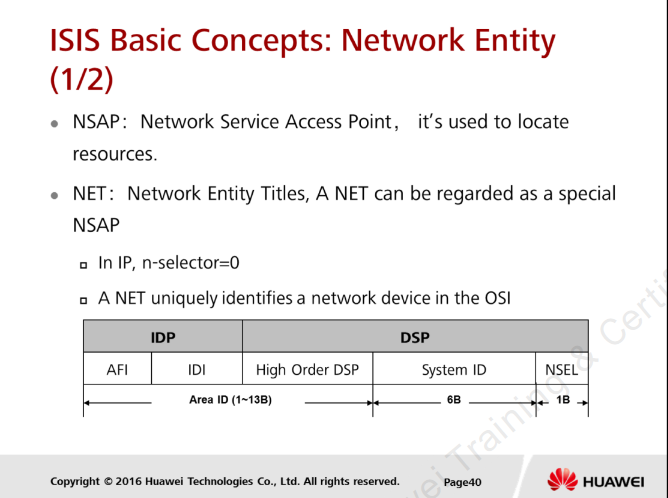 ISIS Basic Concepts: Network Entity
(1/2)
NSAP: Network Service Access Point, it's used to locate
resources.
NET: Network Entity Titles, A NET can be regarded as a special
NSAP
In IP, n-selector=0
A NET uniquely identifies a network device in the OSI
IDP DSP
AFI IDI High Order DSP System ID NSEL
Area ID (1~13B) 6B 1B
Training & Certi
Copyright © 2016 Huawei Technologies Co., Ltd. All rights reserved. Page40 HUAWEI